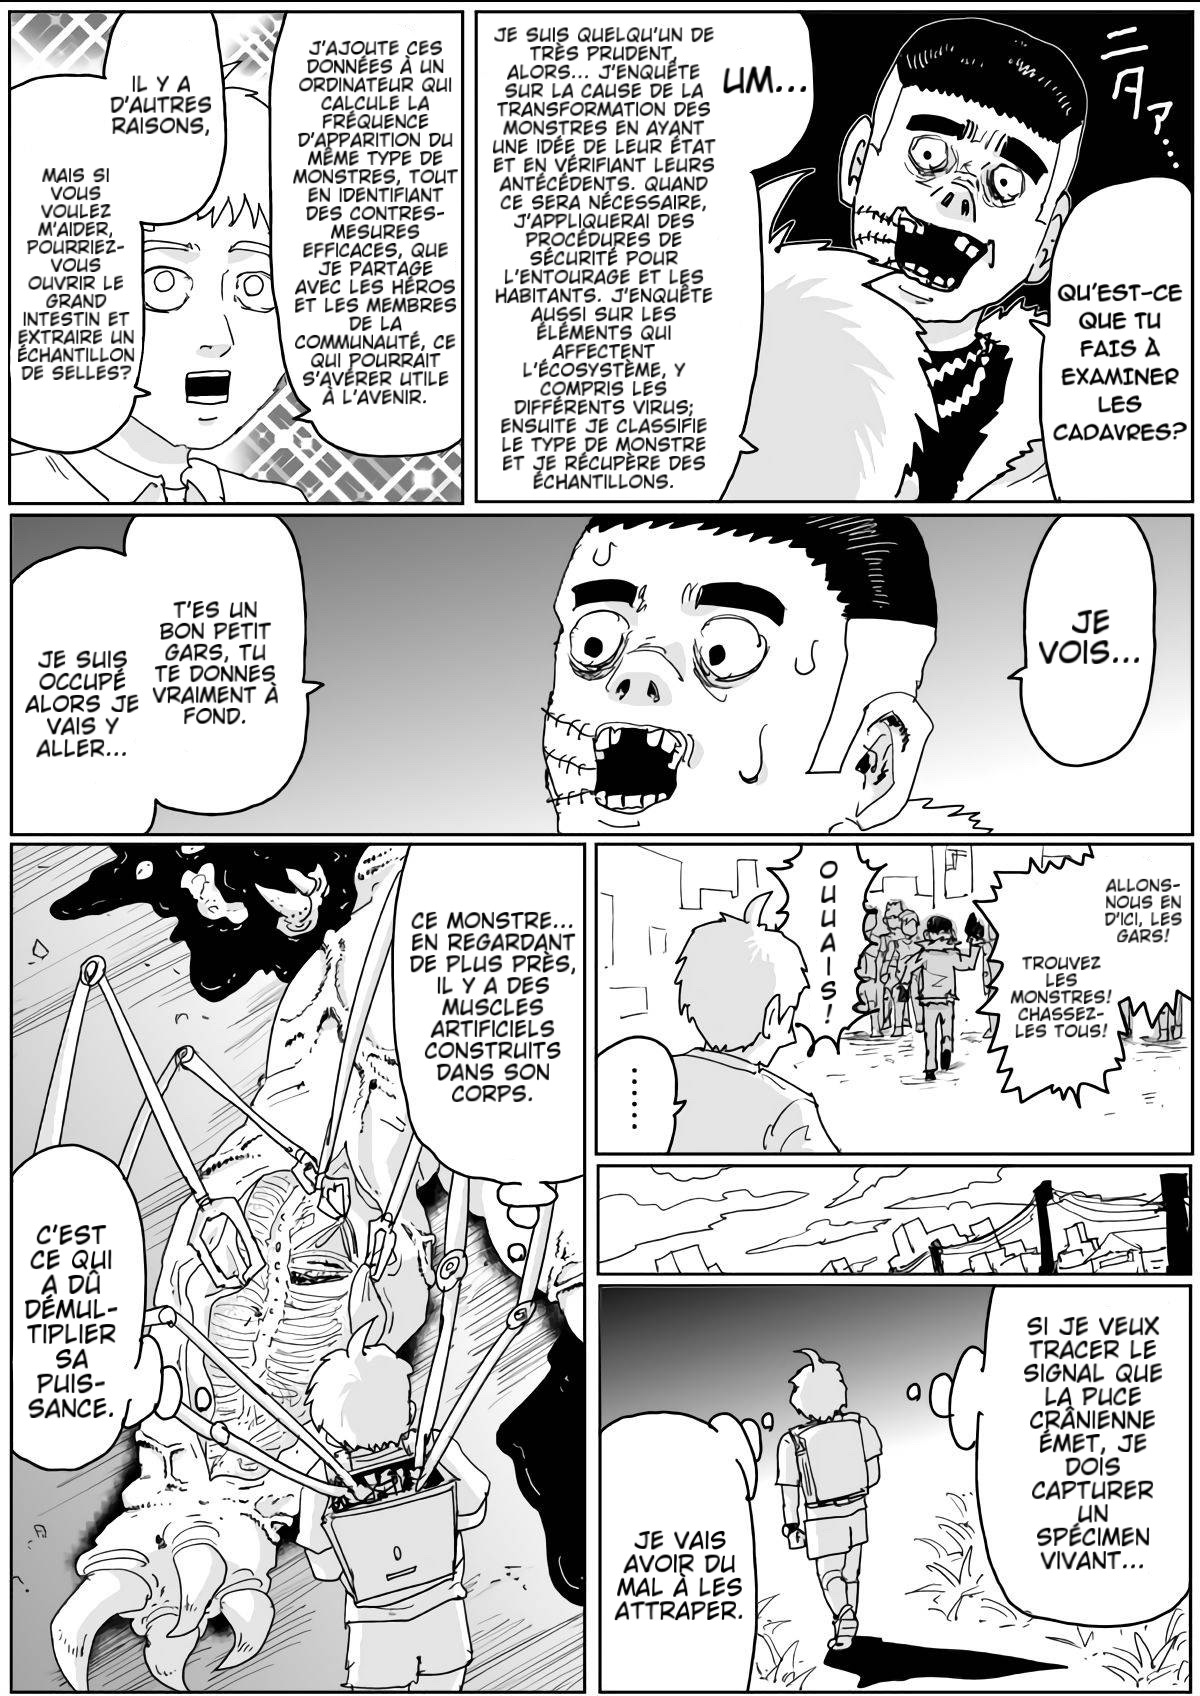 ニタァ....
QU'EST-CE
QUE TU
FAIS À
EXAMINER
LES
CADAVRES?
UM...
JE SUIS QUELQU'UN DE
TRÈS PRUDENT,
ALORS... J'ENQUÊTE
SUR LA CAUSE DE LA
TRANSFORMATION DES
MONSTRES EN AYANT
UNE IDÉE DE LEUR ÉTAT
ET EN VÉRIFIANT LEURS
ANTÉCÉDENTS. QUAND
CE SERA NÉCESSAIRE,
J'APPLIQUERAI DES
PROCÉDURES DE
SÉCURITÉ POUR
L'ENTOURAGE ET LES
HABITANTS. J'ENQUÊTE
AUSSI SUR LES
ÉLÉMENTS QUI
AFFECTENT
L'ÉCOSYSTÈME, Y
COMPRIS LES
DIFFÉRENTS VIRUS;
ENSUITE JE CLASSIFIE
LE TYPE DE MONSTRE
ET JE RÉCUPÈRE DES
ÉCHANTILLONS.
J'AJOUTE CES
DONNÉES À UN
ORDINATEUR QUI
CALCULE LA
FRÉQUENCE
D'APPARITION DU
MÊME TYPE DE
MONSTRES, TOUT
EN IDENTIFIANT
DES CONTRES-
MESURES
EFFICACES, QUE
JE PARTAGE
AVEC LES HÉROS
ET LES MEMBRES
DE LA
COMMUNAUTÉ, CE
QUI POURRAIT
S'AVÉRER UTILE
À L'AVENIR.
IL Y A
D'AUTRES
RAISONS,
MAIS SI
VOUS
VOULEZ
M'AIDER,
POURRIEZ-
VOUS
OUVRIR LE
GRAND
INTESTIN ET
EXTRAIRE UN
ÉCHANTILLON
DE SELLES?
JE
VOIS...
T'ES UN
BON PETIT
GARS, TU
TE DONNES
VRAIMENT À
FOND.
JE SUIS
OCCUPÉ
ALORS JE
VAIS Y
ALLER...
ALLONS-
NOUS EN
D'ICI, LES
GARS!
TROUVEZ
LES
MONSTRES!
CHASSEZ-
LES TOUS!
OUUAIS!
......
SI JE VEUX
TRACER LE
SIGNAL QUE
LA PUCE
CRÂNIENNE
ÉMET, JE
DOIS
CAPTURER
UN
SPÉCIMEN
VIVANT...
JE VAIS
AVOIR DU
MAL À LES
ATTRAPER.
CE MONSTRE...
EN REGARDANT
DE PLUS PRÈS,
IL Y A DES
MUSCLES
ARTIFICIELS
CONSTRUITS
DANS SON
CORPS.
C'EST
CE QUI
A DÛ
DÉMUL-
TIPLIER
SA
PUIS-
SANCE.